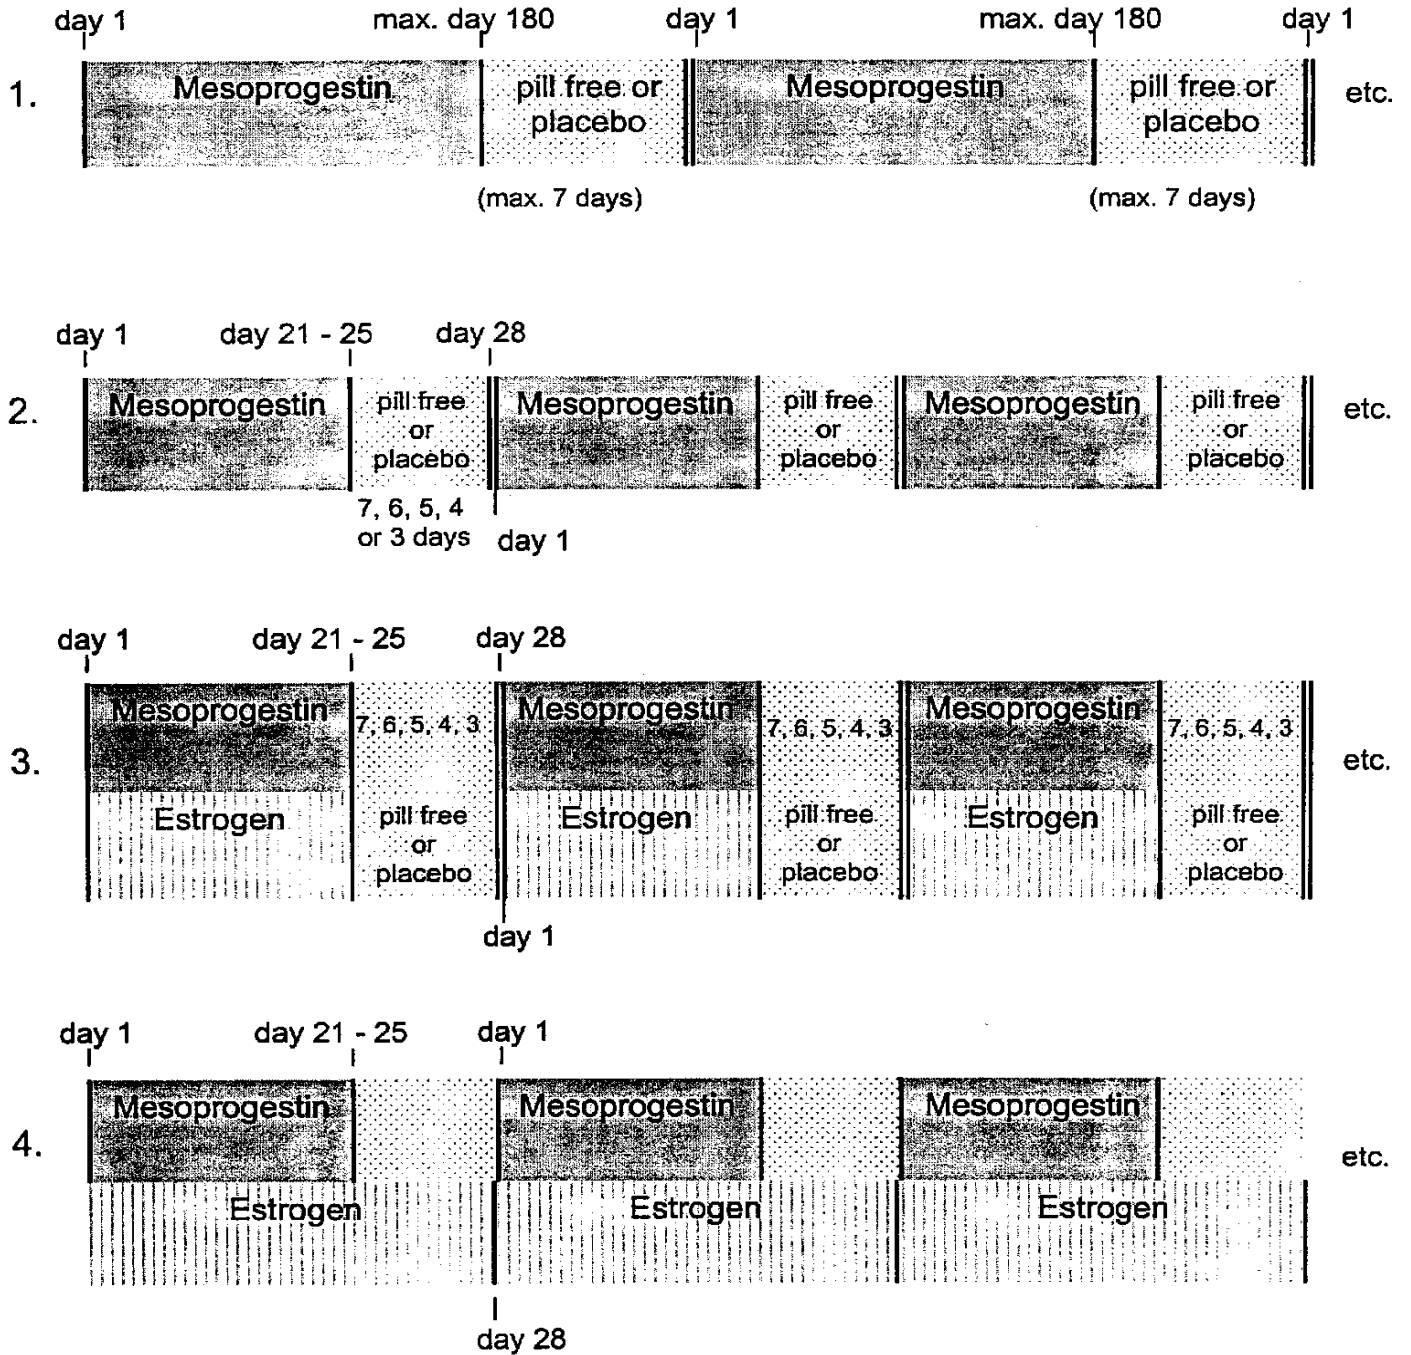 day 1 max. day 180 day 1 max. day 180 day 1
1. Mesoprogestin pill free or placebo Mesoprogestin pill free or placebo etc.
(max. 7 days) (max. 7 days)
day 1 day 21 - 25 day 28
2. Mesoprogestin pill free or placebo Mesoprogestin pill free or placebo Mesoprogestin pill free or placebo etc.
7, 6, 5, 4
or 3 days day 1
day 1 day 21 - 25 day 28
Mesoprogestin 7, 6, 5, 4, 3 Mesoprogestin 7, 6, 5, 4, 3 Mesoprogestin 7, 6, 5, 4, 3
3. etc.
Estrogen pill free or placebo Estrogen pill free or placebo Estrogen pill free or placebo
day 1
day 1 day 21 - 25 day 1
Mesoprogestin Mesoprogestin Mesoprogestin
4. etc.
Estrogen Estrogen Estrogen
day 28